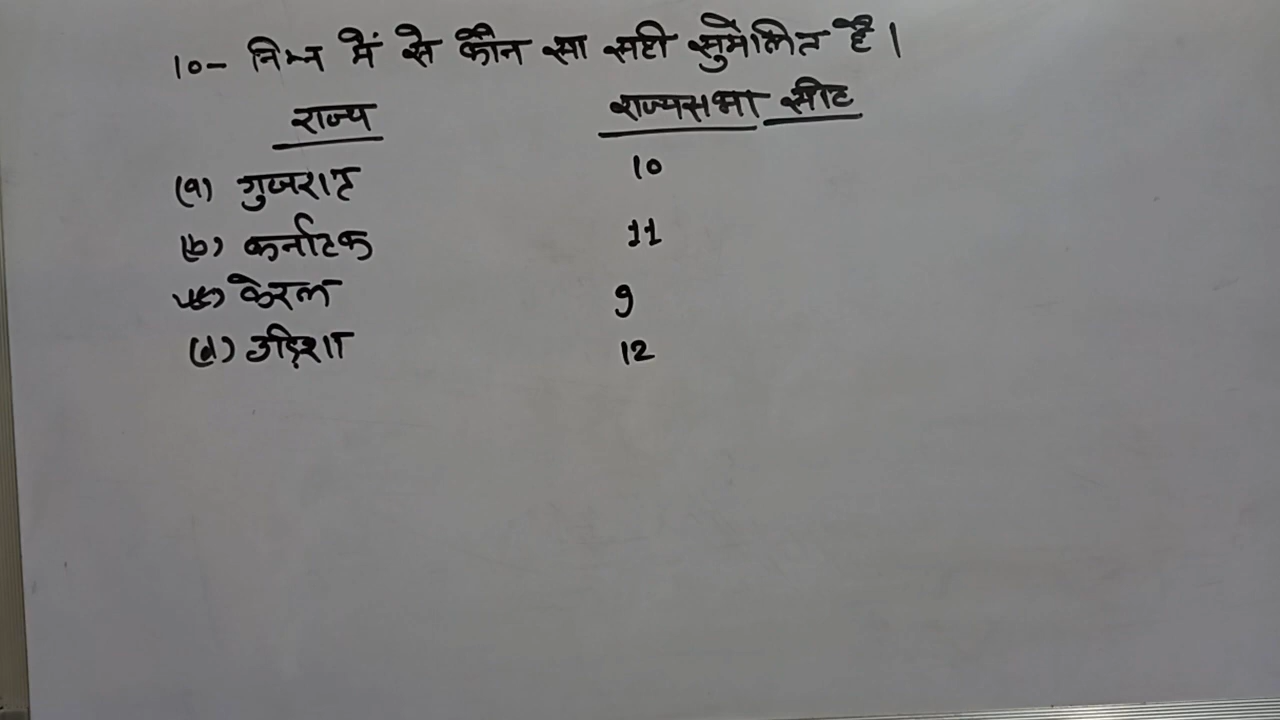 10- निम्न में से कौन सा सही सुमेलित है।
राज्य राज्यसभा सीट
(a) गुजरात 10
(b) कर्नाटक 11
केरल 9
(d) उड़िशा 12